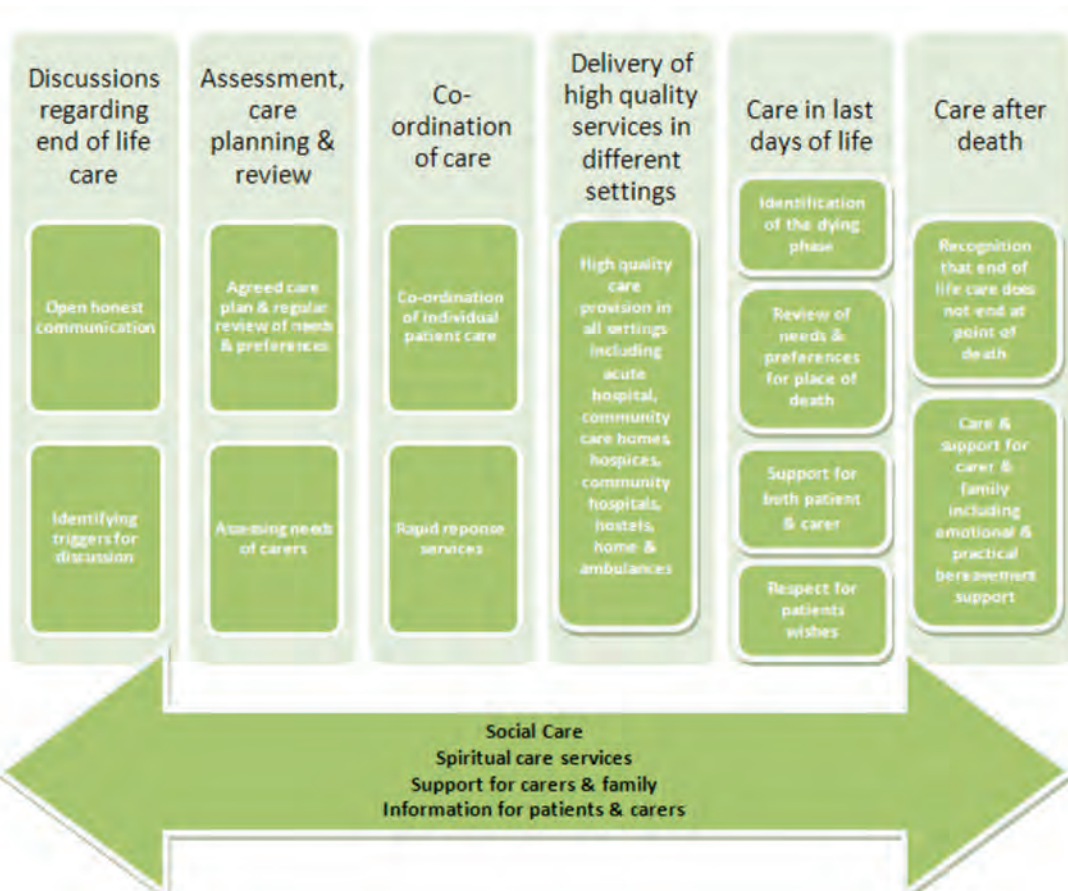 Discussions
regarding
end of life
care
Open honest
communication
Identifying
triggers for
discussion
Assessment,
care
planning &
review
Agreed care
plan & regular
review of needs
& preferences
Assessing needs
of carers
Co-
ordination
of care
Co-ordination
of individual
patient care
Rapid reponse
services
Delivery of
high quality
services in
different
settings
High quality
care
provision in
all settings
including
acute
hospital,
community
care homes,
hospices,
community
hospitals,
hostels,
home &
ambulances
Care in last
days of life
Identification
of the dying
phase
Review of
needs &
preferences
for place of
death
Support for
both patient
& carer
Respect for
patients
wishes
Care after
death
Recognition
that end of
life care does
not end at
point of
death
Care &
support for
carer &
family
including
emotional &
practical
bereavement
support
Social Care
Spiritual care services
Support for carers & family
Information for patients & carers